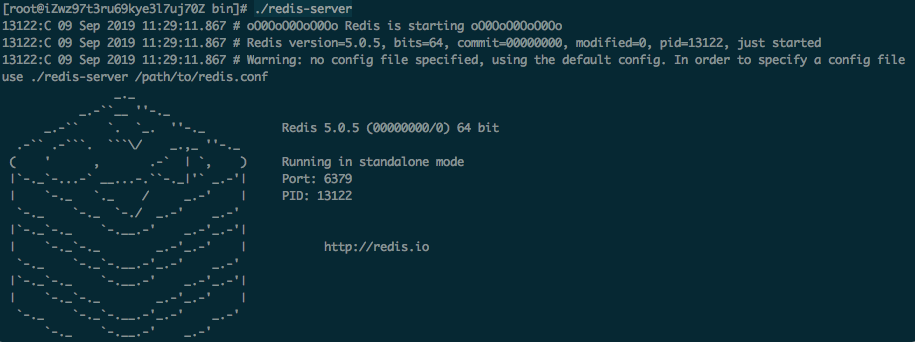 [root@iZwz97t3ru69kye3l7uj70Z bin]# ./redis-server
13122:C 09 Sep 2019 11:29:11.867 # oO0OoO0OoO0Oo Redis is starting oO0OoO0OoO0Oo
13122:C 09 Sep 2019 11:29:11.867 # Redis version=5.0.5, bits=64, commit=00000000, modified=0, pid=13122, just started
13122:C 09 Sep 2019 11:29:11.867 # Warning: no config file specified, using the default config. In order to specify a config file
use ./redis-server /path/to/redis.conf
Redis 5.0.5 (00000000/0) 64 bit
Running in standalone mode
Port: 6379
PID: 13122
http://redis.io